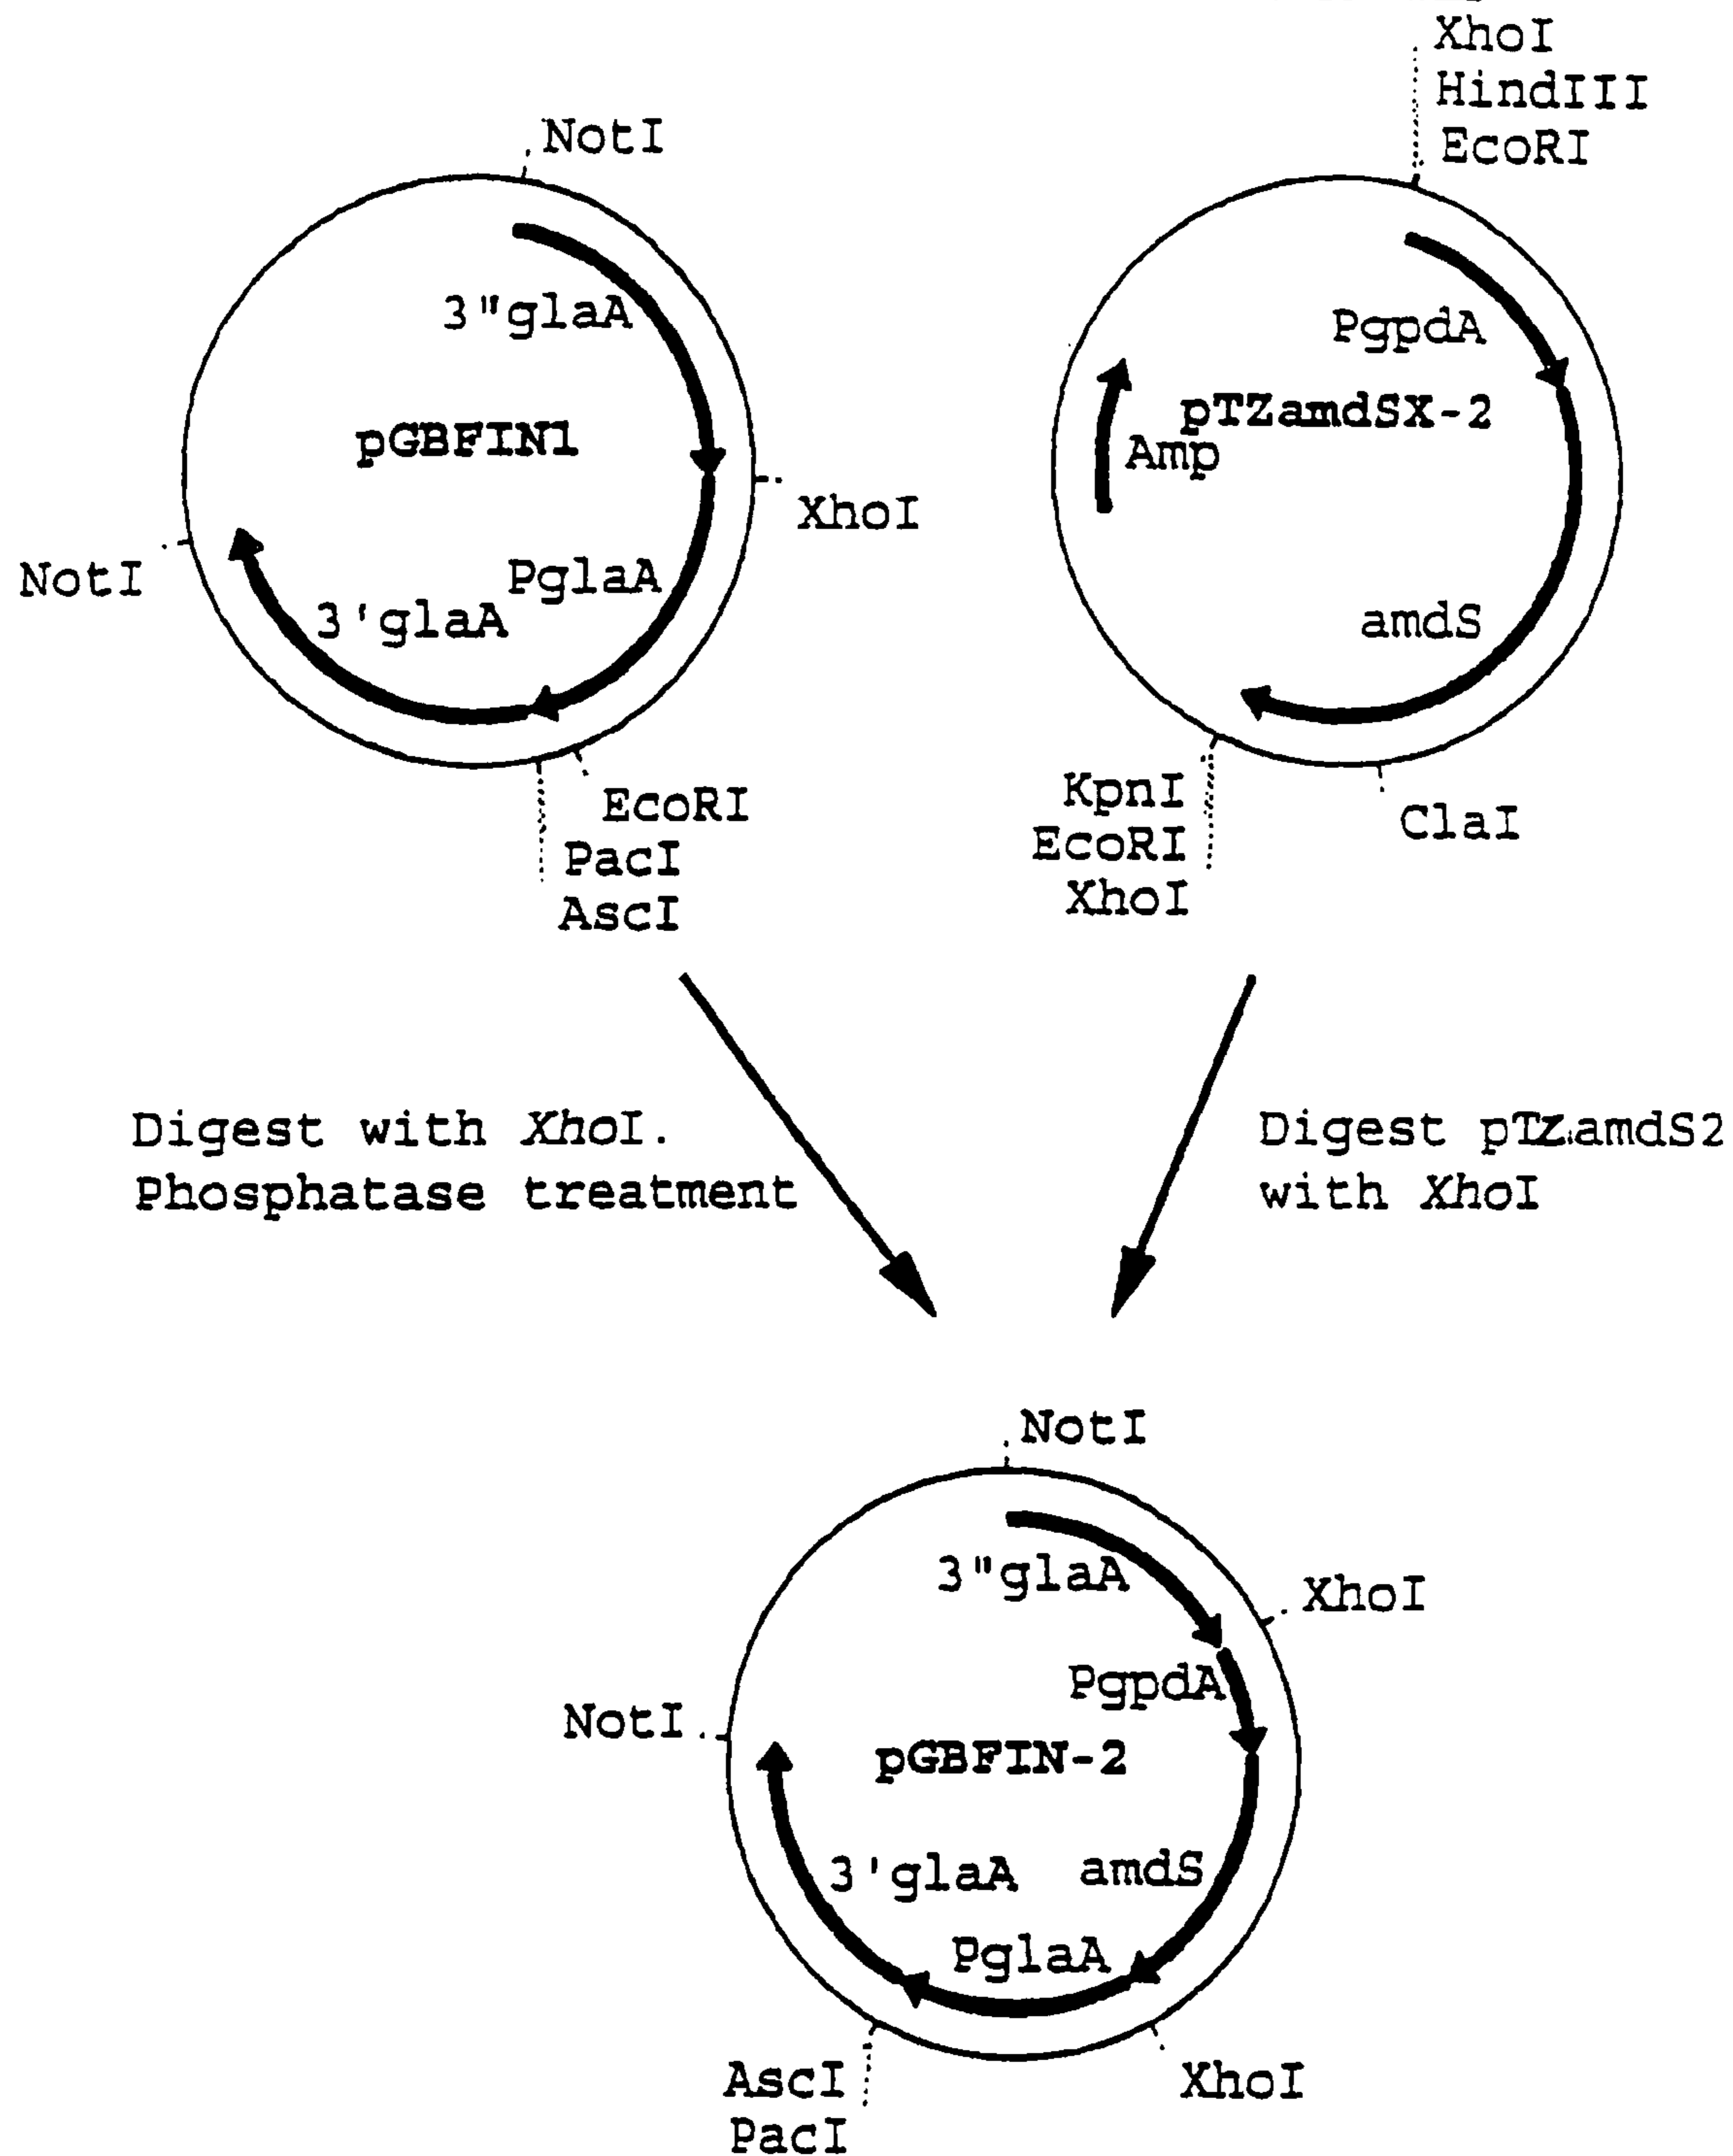 XhoI
HindIII
EcoRI
NotI
3"glaA
pGBFIN1
XhoI
NotI
PglaA
3'glaA
EcoRI
PacI
AscI
PgpdA
pTZamdSX-2
Amp
amdS
KpnI
EcoRI
XhoI
ClaI
Digest with XhoI.
Phosphatase treatment
Digest pTZamdS2
with XhoI
NotI
3"glaA
XhoI
PgpdA
NotI
pGBFIN-2
3'glaA
amdS
PglaA
AscI
PacI
XhoI